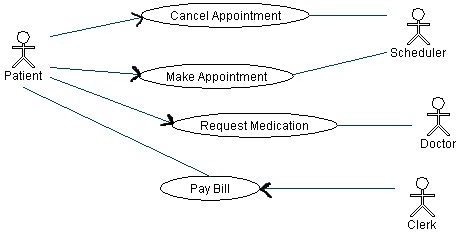 Cancel Appointment
Scheduler
Patient
Make Appointment
Request Medication
Doctor
Pay Bill
Clerk